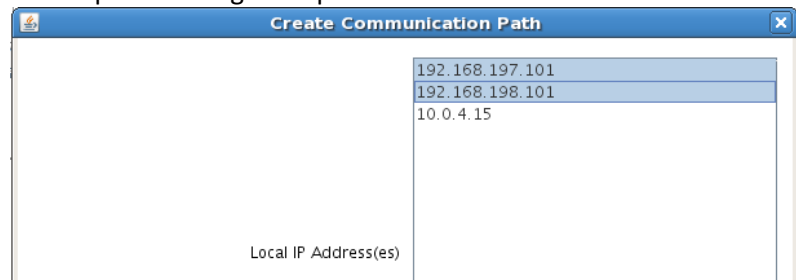 Create Communication Path
192.168.197.101
192.168.198.101
10.0.4.15
Local IP Address(es)